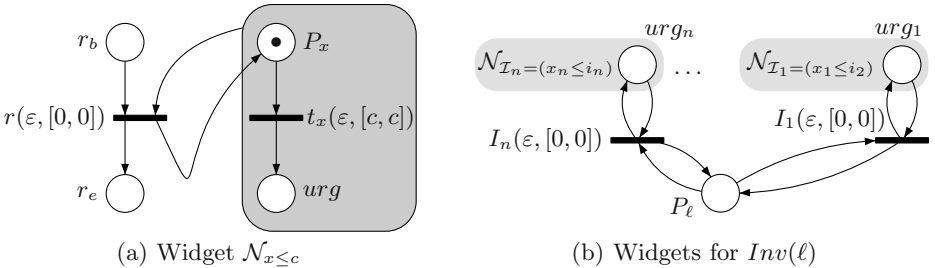 r_b
P_x
r(ε, [0, 0])
t_x(ε, [c, c])
r_e
urg
(a) Widget 𝒩_{x≤c}
urg_n
urg_1
𝒩_{ℐ_n=(x_n≤i_n)}
...
𝒩_{ℐ_1=(x_1≤i_2)}
I_n(ε, [0, 0])
I_1(ε, [0, 0])
P_ℓ
(b) Widgets for Inv(ℓ)